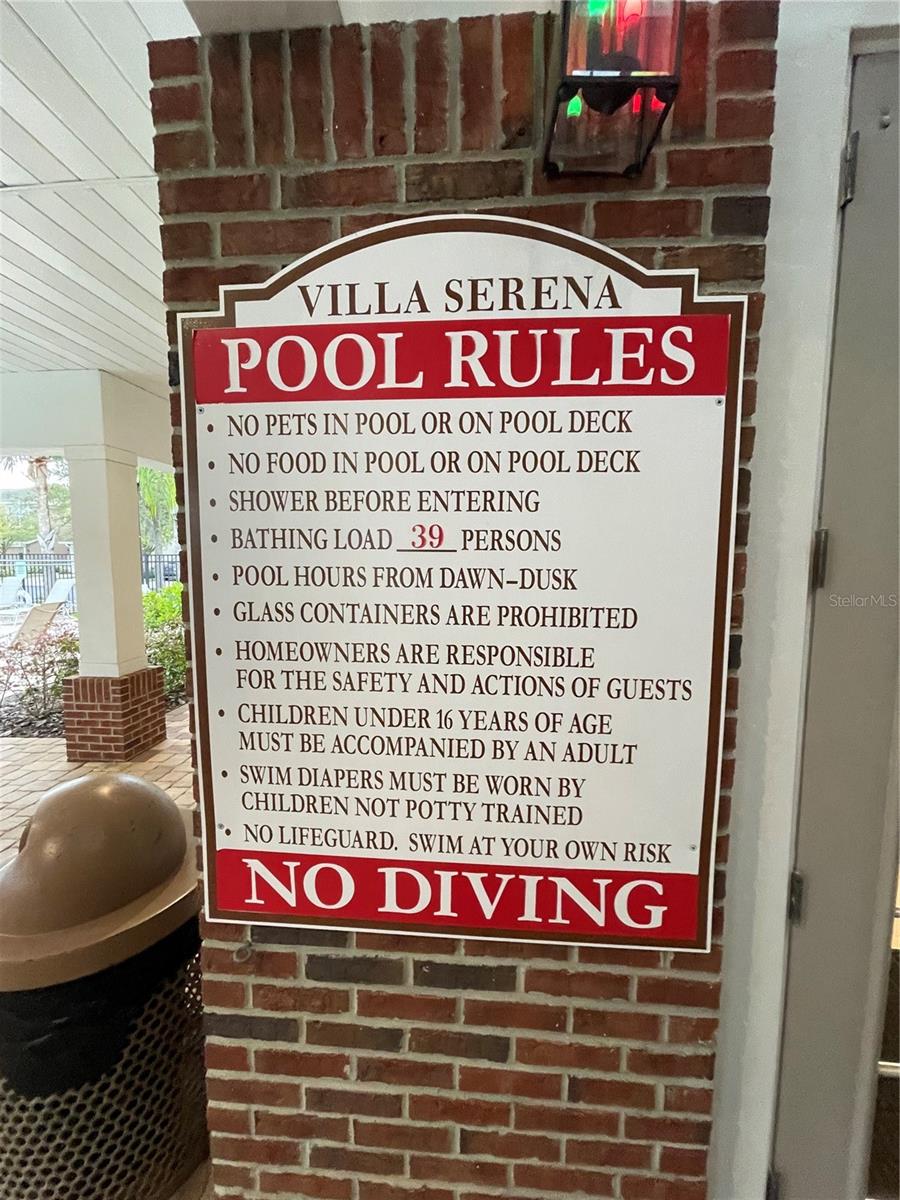 VILLA SERENA
POOL RULES
• NO PETS IN POOL OR ON POOL DECK
• NO FOOD IN POOL OR ON POOL DECK
• SHOWER BEFORE ENTERING
• BATHING LOAD 39 PERSONS
• POOL HOURS FROM DAWN–DUSK
• GLASS CONTAINERS ARE PROHIBITED
• HOMEOWNERS ARE RESPONSIBLE
FOR THE SAFETY AND ACTIONS OF GUESTS
• CHILDREN UNDER 16 YEARS OF AGE
MUST BE ACCOMPANIED BY AN ADULT
• SWIM DIAPERS MUST BE WORN BY
CHILDREN NOT POTTY TRAINED
• NO LIFEGUARD. SWIM AT YOUR OWN RISK
NO DIVING
Stellar MLS